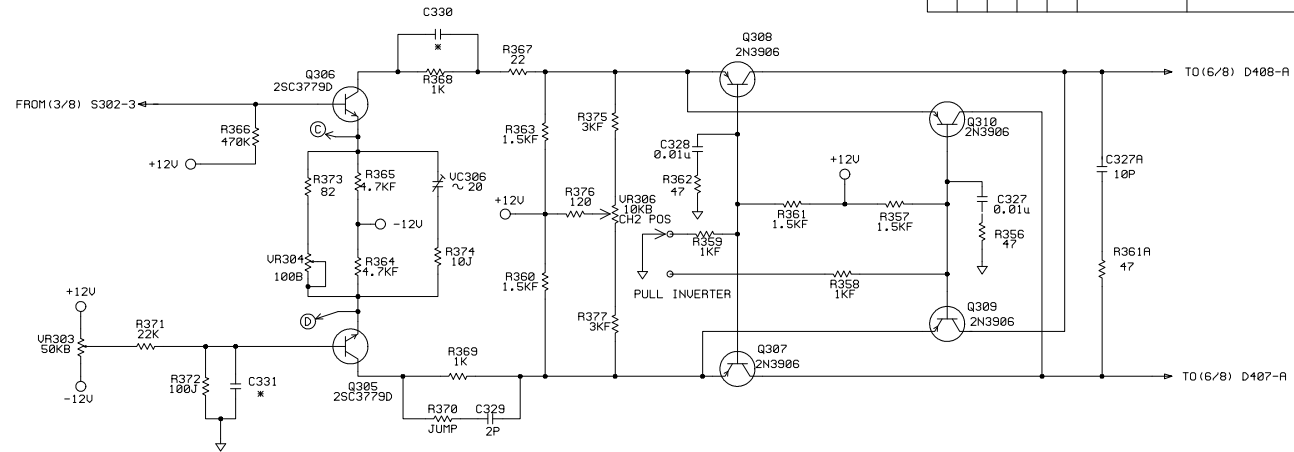 C330
*
R368
1K
R367
22
Q306
2SC3779D
Q308
2N3906
TO(6/8) D408-A
FROM(3/8) S302-3
R366
470K
+12V
C
R363
1.5KF
R375
3KF
C328
0.01u
R362
47
Q310
2N3906
+12V
C327A
10P
R373
82
R365
4.7KF
VC306
~ 20
-12V
+12V
R376
120
VR306
10KB
CH2 POS
R361
1.5KF
R357
1.5KF
C327
0.01u
R356
47
VR304
100B
R364
4.7KF
R374
10J
R359
1KF
R361A
47
R360
1.5KF
PULL INVERTER
R358
1KF
+12V
VR303
50KB
-12V
R371
22K
D
R377
3KF
Q309
2N3906
R372
100J
C331
*
Q305
2SC3779D
R369
1K
Q307
2N3906
TO(6/8) D407-A
R370
JUMP
C329
2P